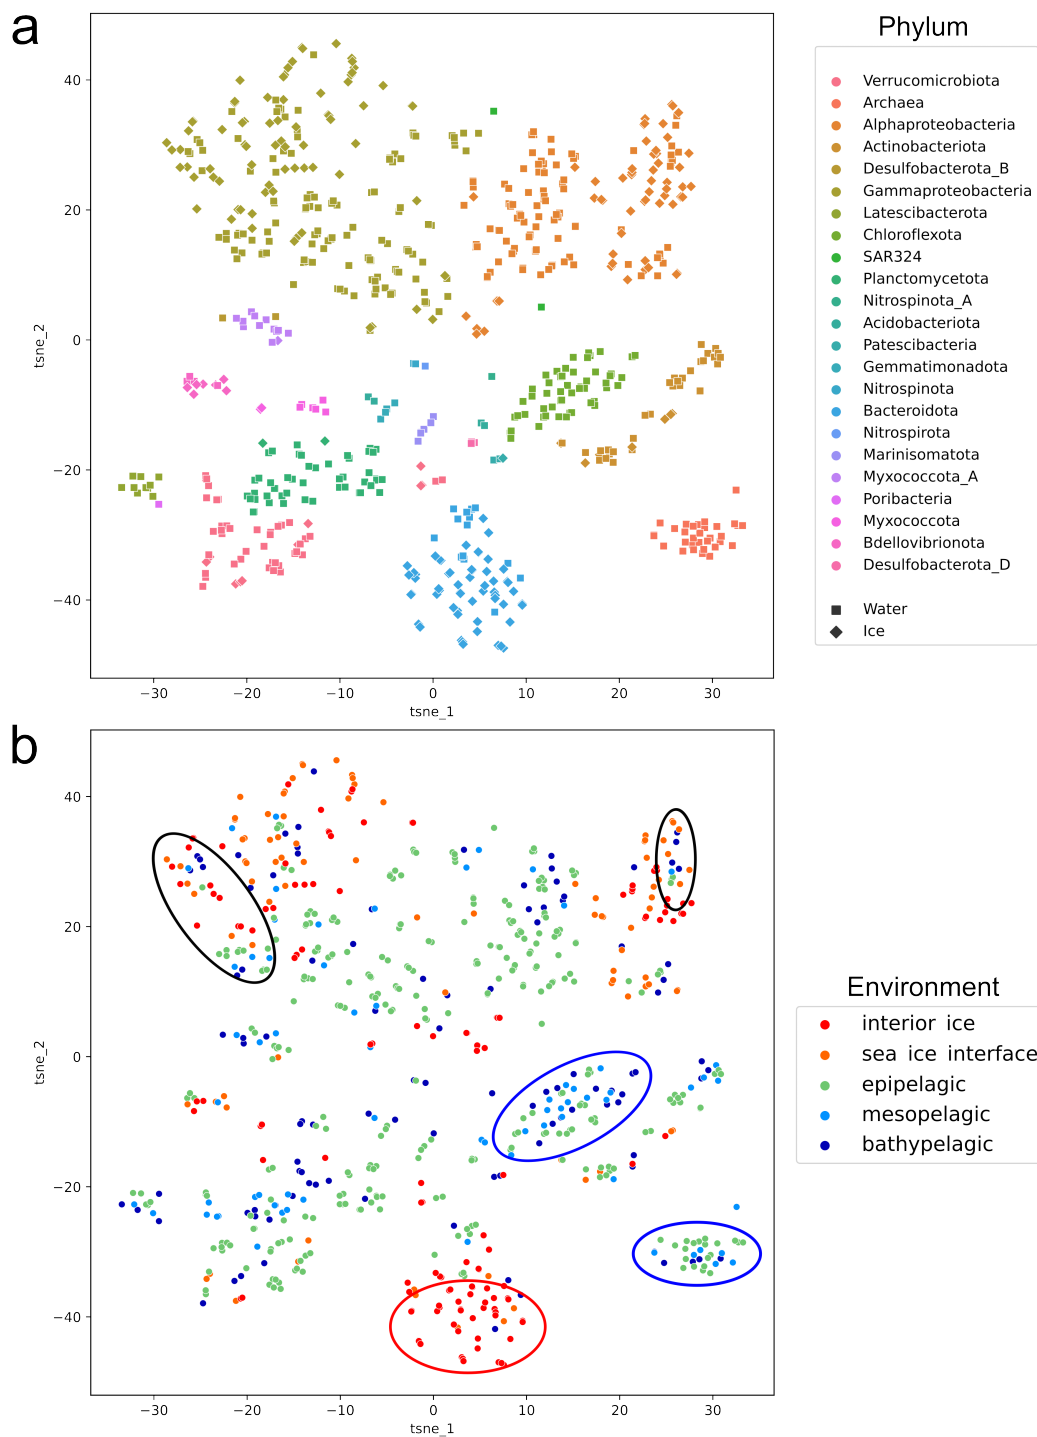 a
Phylum
Verrucomicrobiota
Archaea
Alphaproteobacteria
Actinobacteriota
Desulfobacterota_B
Gammaproteobacteria
Latescibacterota
Chloroflexota
SAR324
Planctomycetota
Nitrospinota_A
Acidobacteriota
Patescibacteria
Gemmatimonadota
Nitrospinota
Bacteroidota
Nitrospirota
Marinisomatota
Myxococcota_A
Poribacteria
Myxococcota
Bdellovibrionota
Desulfobacterota_D
Water
Ice
40
20
0
−20
−40
tsne_2
−30 −20 −10 0 10 20 30
tsne_1
b
40
20
0
−20
−40
tsne_2
−30 −20 −10 0 10 20 30
tsne_1
Environment
interior ice
sea ice interface
epipelagic
mesopelagic
bathypelagic